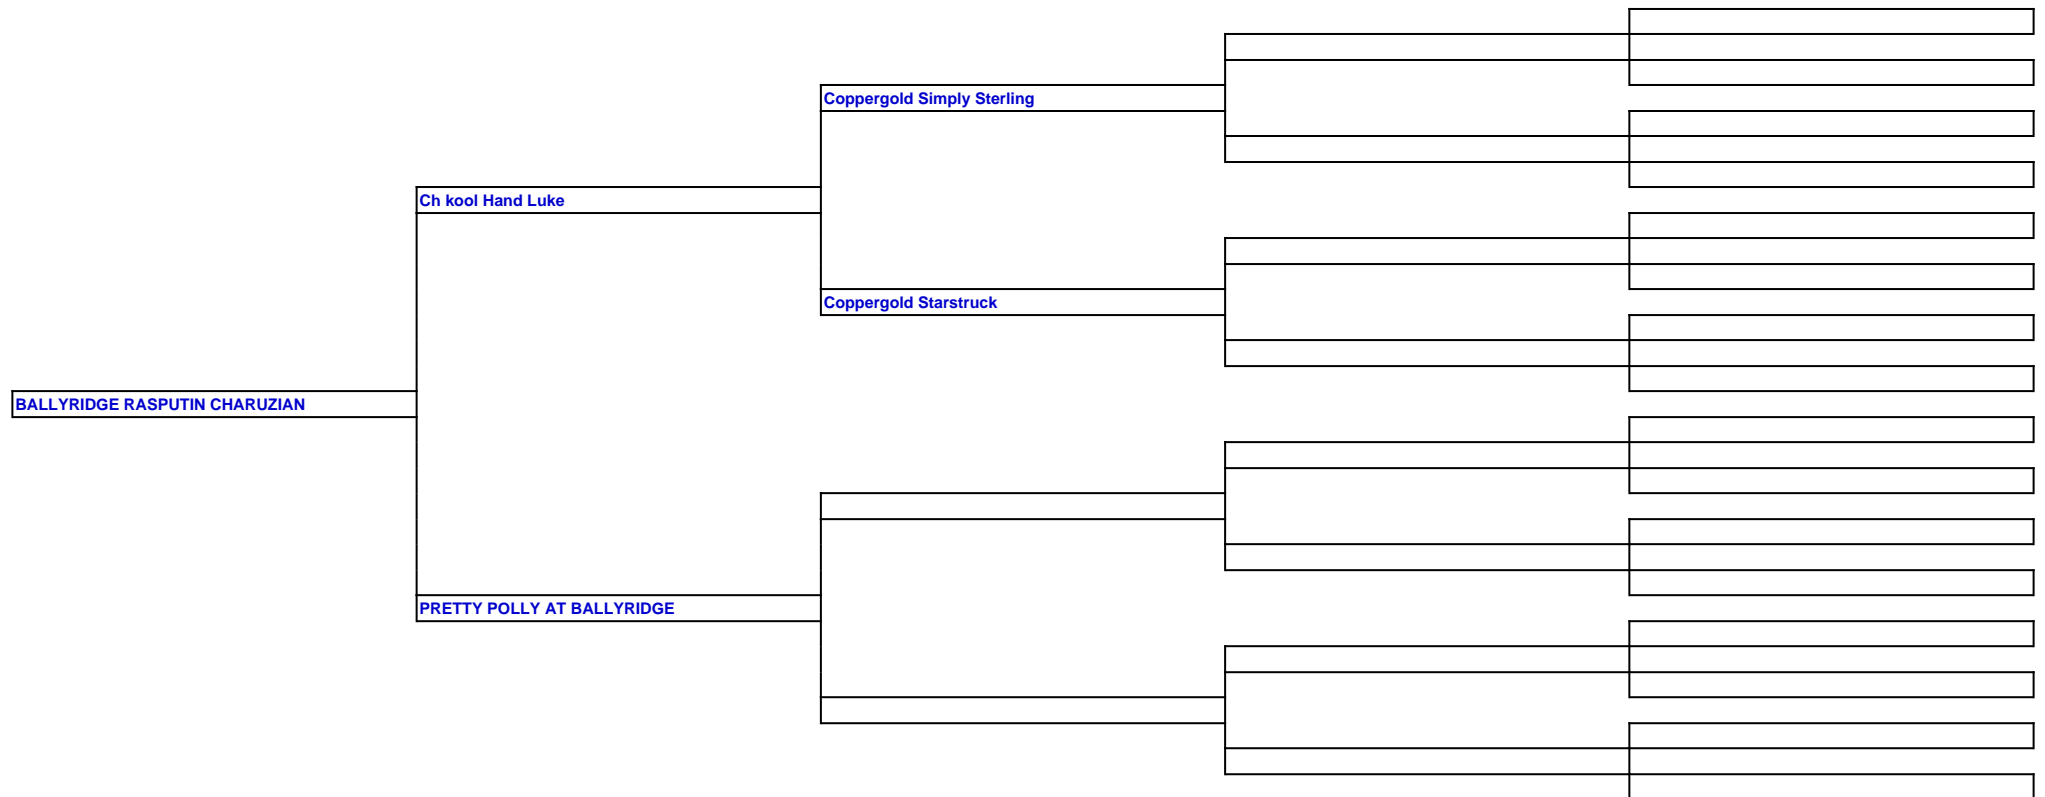 Coppergold Simply Sterling
Ch kool Hand Luke
Coppergold Starstruck
BALLYRIDGE RASPUTIN CHARUZIAN
PRETTY POLLY AT BALLYRIDGE